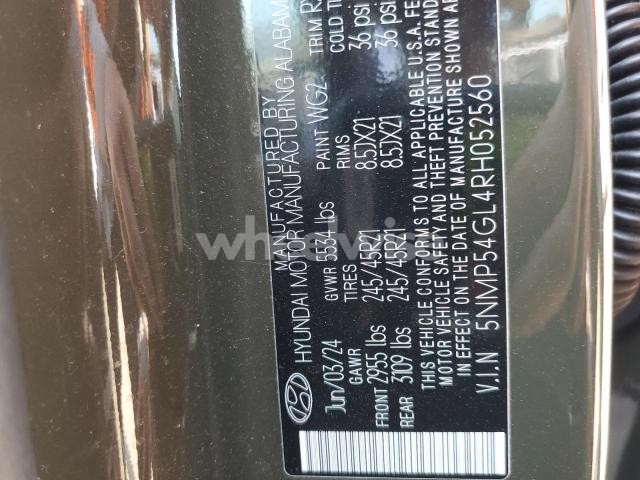 MANUFACTURED BY
HYUNDAI MOTOR MANUFACTURING ALABAMA
Jun/03/24 GVWR 5534 lbs PAINT WG2 TRIM
GAWR TIRES RIMS COLD
FRONT 2955 lbs 245/45R21 8.5JX21 36 psi
REAR 3109 lbs 245/45R21 8.5JX21 36 psi
THIS VEHICLE CONFORMS TO ALL APPLICABLE U.S.A. FE
MOTOR VEHICLE SAFETY AND THEFT PREVENTION STAND
IN EFFECT ON THE DATE OF MANUFACTURE SHOWN AB
V.I.N 5NMP54GL4RH052560